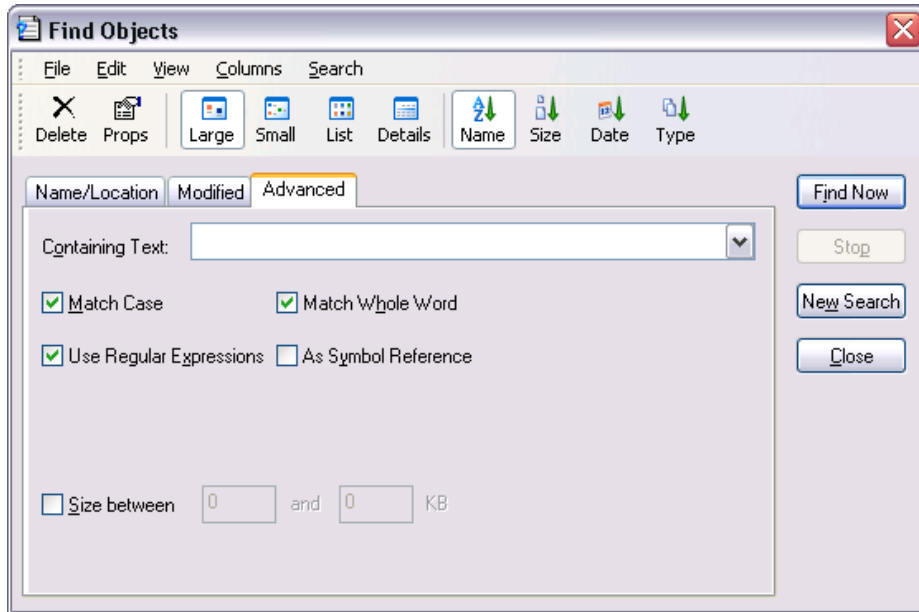 Find Objects
File Edit View Columns Search
Delete Props Large Small List Details Name Size Date Type
Name/Location Modified Advanced
Find Now
Containing Text:
Stop
Match Case Match Whole Word
New Search
Use Regular Expressions As Symbol Reference
Close
Size between 0 and 0 KB